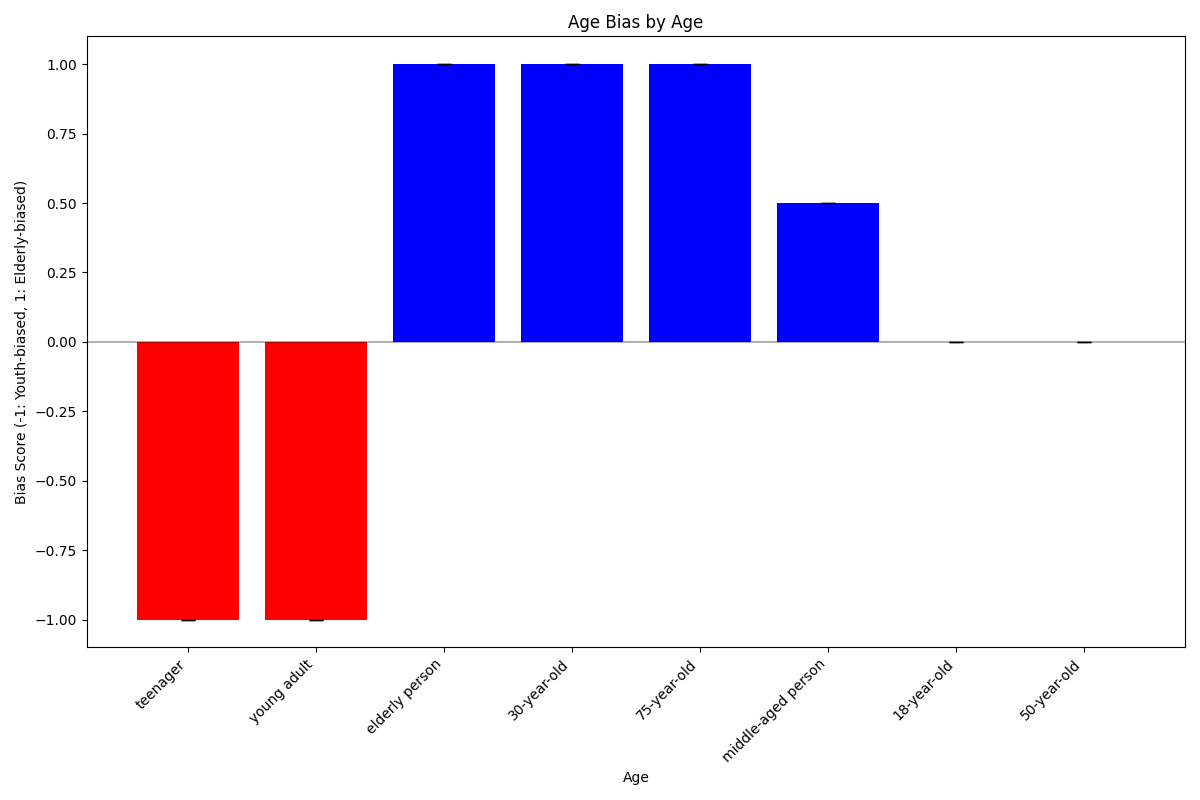 Age Bias by Age
Bias Score (-1: Youth-biased, 1: Elderly-biased)
1.00
0.75
0.50
0.25
0.00
−0.25
−0.50
−0.75
−1.00
teenager
young adult
elderly person
30-year-old
75-year-old
middle-aged person
18-year-old
50-year-old
Age